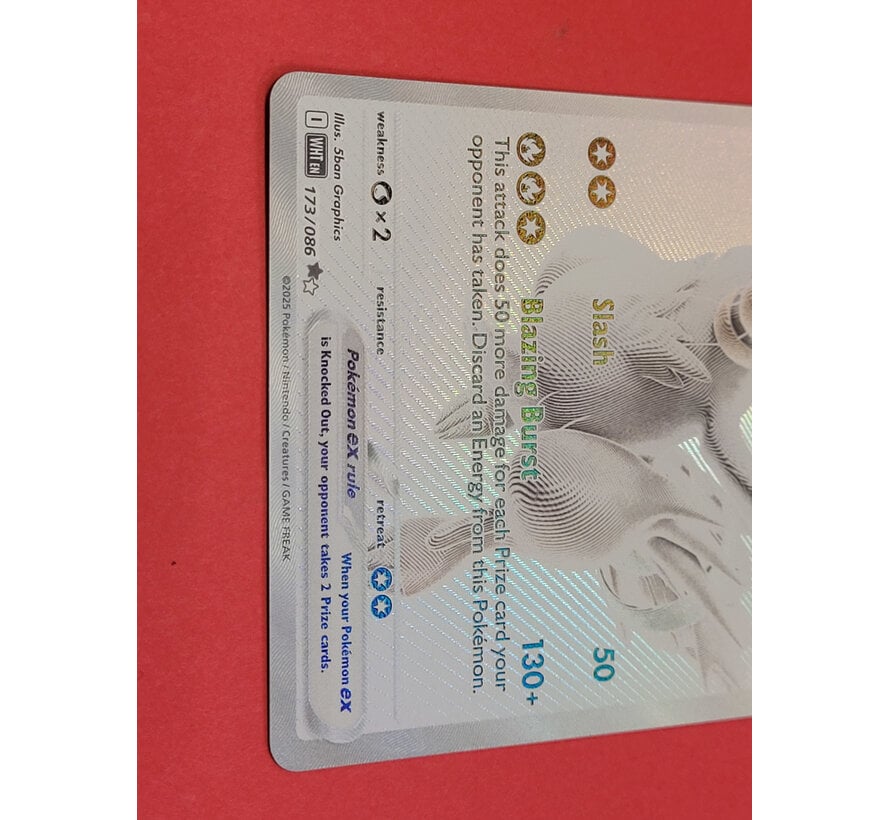 Slash 50
Blazing Burst 130+
This attack does 50 more damage for each Prize card your
opponent has taken. Discard an Energy from this Pokémon.
weakness ×2 resistance retreat
Illus. 5ban Graphics
I WHT EN 173/086
Pokémon ex rule
When your Pokémon ex
is Knocked Out, your opponent takes 2 Prize cards.
©2025 Pokémon / Nintendo / Creatures / GAME FREAK